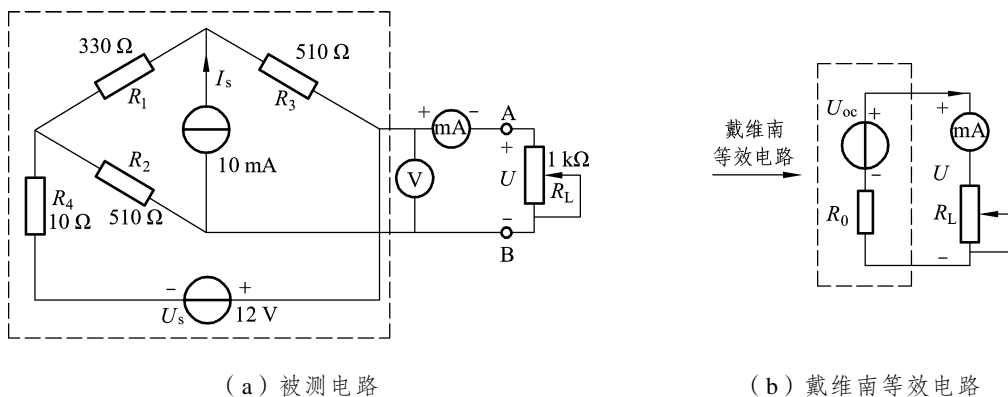 330 Ω
R1
Is
510 Ω
R3
10 mA
R2
510 Ω
R4
10 Ω
−
+
Us
12 V
+
−
mA
V
A
+
U
−
B
1 kΩ
RL
戴维南
等效电路
Uoc
+
−
R0
+
mA
U
RL
−
（a）被测电路
（b）戴维南等效电路